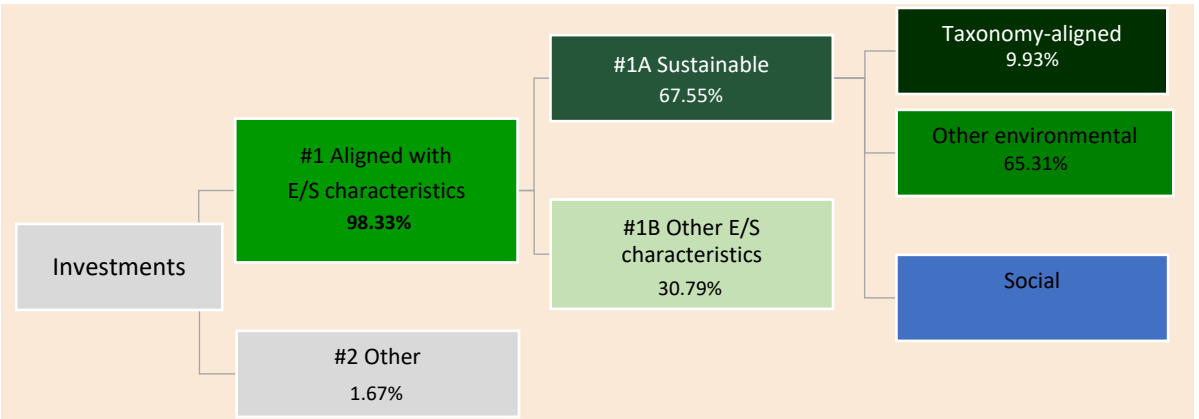 Investments
#1 Aligned with
E/S characteristics
98.33%
#2 Other
1.67%
#1A Sustainable
67.55%
#1B Other E/S
characteristics
30.79%
Taxonomy-aligned
9.93%
Other environmental
65.31%
Social